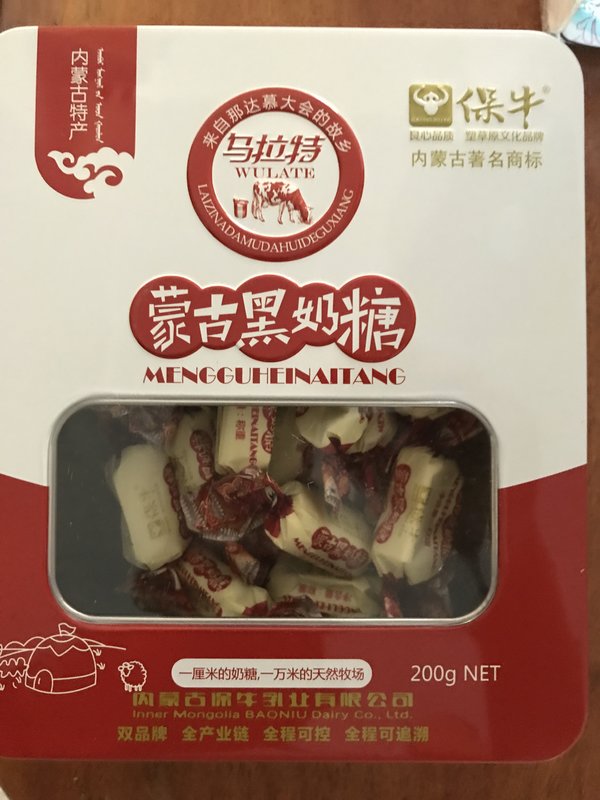 内蒙古特产
来自那达慕大会的故乡
乌拉特
WULATE
LAIZINADAMUDAHUIDEGUXIANG
保牛®
良心品质 塑草原文化品牌
内蒙古著名商标
蒙古黑奶糖
MENGGUHEINAITANG
一厘米的奶糖,一万米的天然牧场
200g NET
内蒙古保牛乳业有限公司
Inner Mongolia BAONIU Dairy Co., Ltd.
双品牌 全产业链 全程可控 全程可追溯